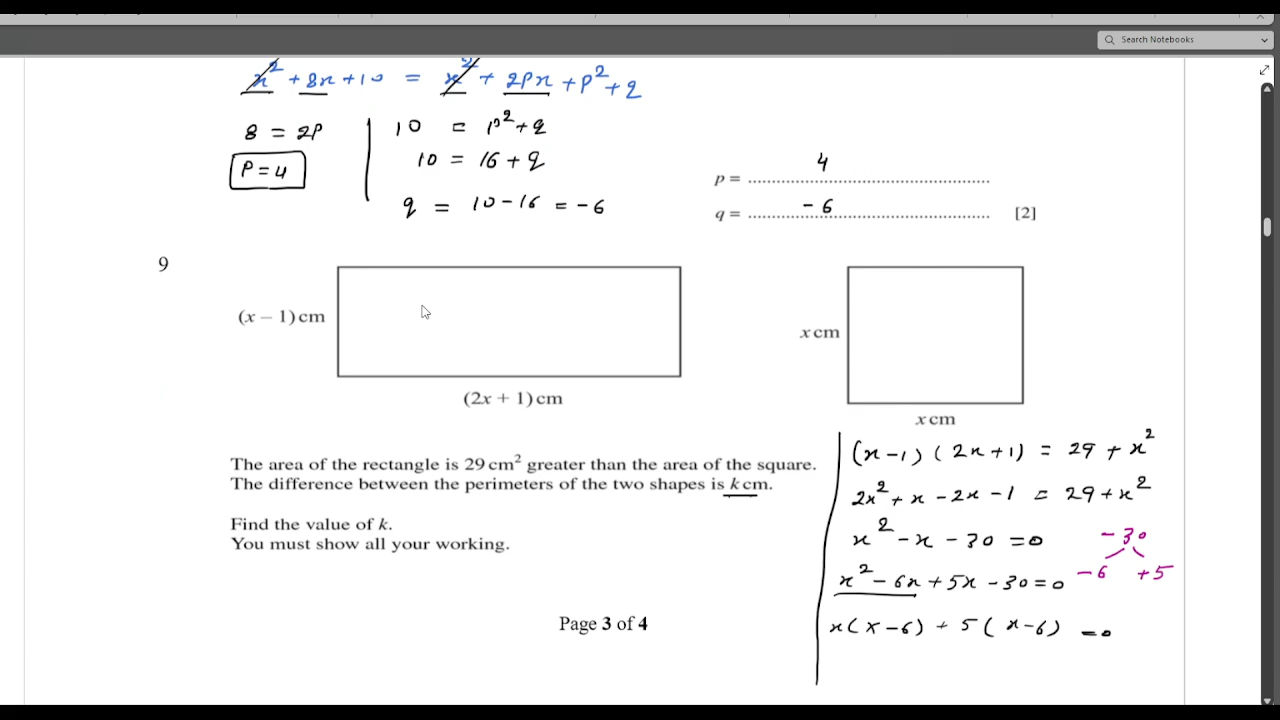 Search Notebooks
x² + 8x + 10 = x² + 2px + p² + q
8 = 2p
10 = p² + q
P = 4
10 = 16 + q
q = 10 - 16 = -6
p = 4
q = -6 [2]
9
(x − 1) cm
(2x + 1) cm
x cm
x cm
The area of the rectangle is 29 cm² greater than the area of the square.
The difference between the perimeters of the two shapes is k cm.
Find the value of k.
You must show all your working.
(x - 1) (2x + 1) = 29 + x²
2x² + x - 2x - 1 = 29 + x²
x² - x - 30 = 0
-30
-6 +5
x² - 6x + 5x - 30 = 0
x(x - 6) + 5(x - 6) = 0
Page 3 of 4